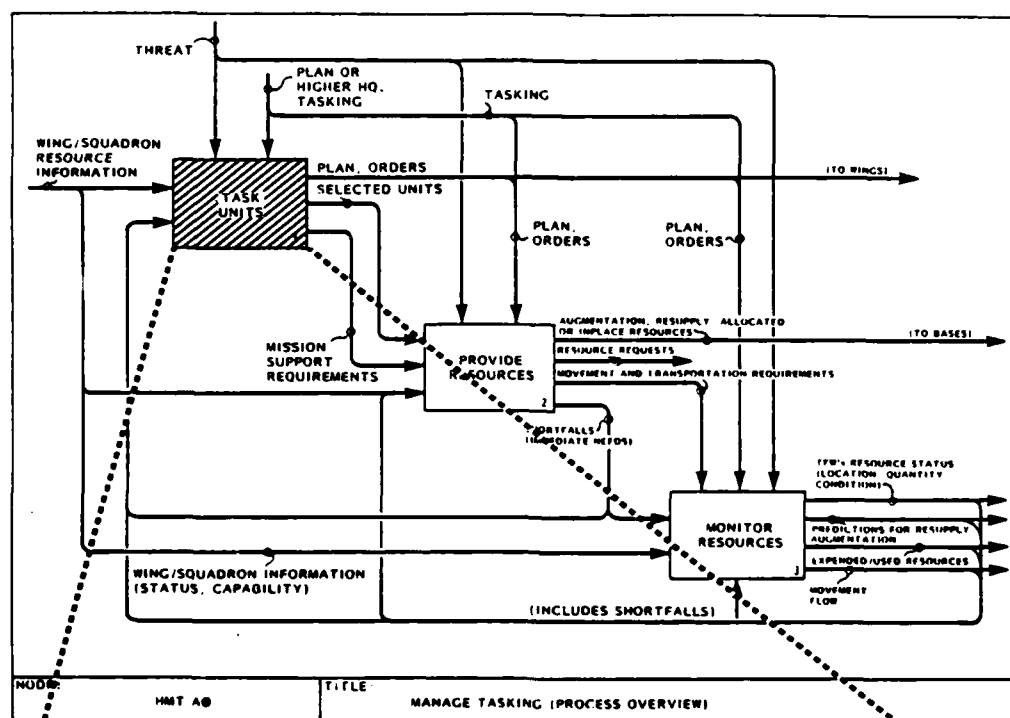 THREAT
PLAN OR
HIGHER HQ.
TASKING
TASKING
WING/SQUADRON
RESOURCE
INFORMATION
PLAN, ORDERS
SELECTED UNITS
(TO WINGS)
TASK
UNITS
PLAN,
ORDERS
PLAN,
ORDERS
MISSION
SUPPORT
REQUIREMENTS
AUGMENTATION, RESUPPLY ALLOCATED
OR INPLACE RESOURCES
(TO BASES)
RESOURCE REQUESTS
MOVEMENT AND TRANSPORTATION REQUIREMENTS
PROVIDE
RESOURCES
2
SHORTFALLS
(IMMEDIATE NEEDS)
RESOURCE STATUS
(LOCATION QUANTITY
CONDITION)
PREDICTIONS FOR RESUPPLY
AUGMENTATION
EXPENDED/USED RESOURCES
MOVEMENT
FLOW
MONITOR
RESOURCES
WING/SQUADRON INFORMATION
(STATUS, CAPABILITY)
(INCLUDES SHORTFALLS)
NODE:
HMT A0
TITLE
MANAGE TASKING (PROCESS OVERVIEW)